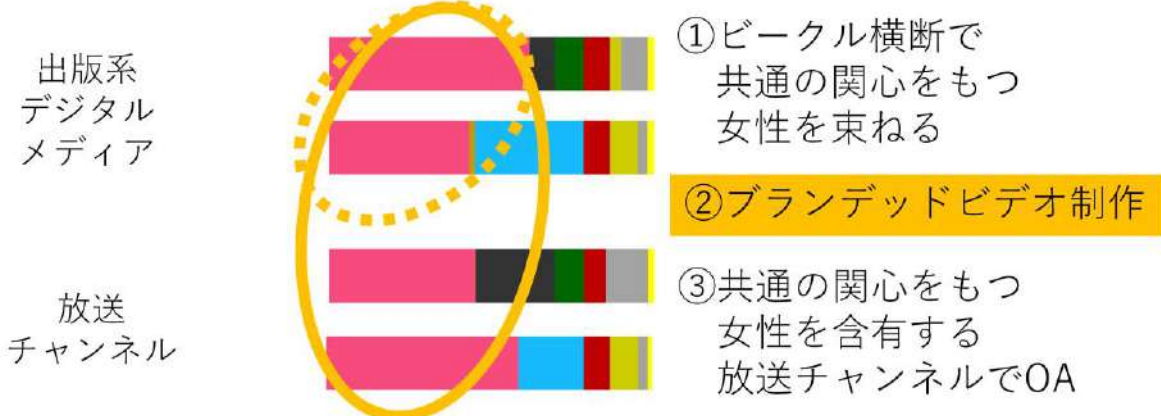 出版系
デジタル
メディア
①ビークル横断で
共通の関心をもつ
女性を束ねる
②ブランデッドビデオ制作
放送
チャンネル
③共通の関心をもつ
女性を含有する
放送チャンネルでOA